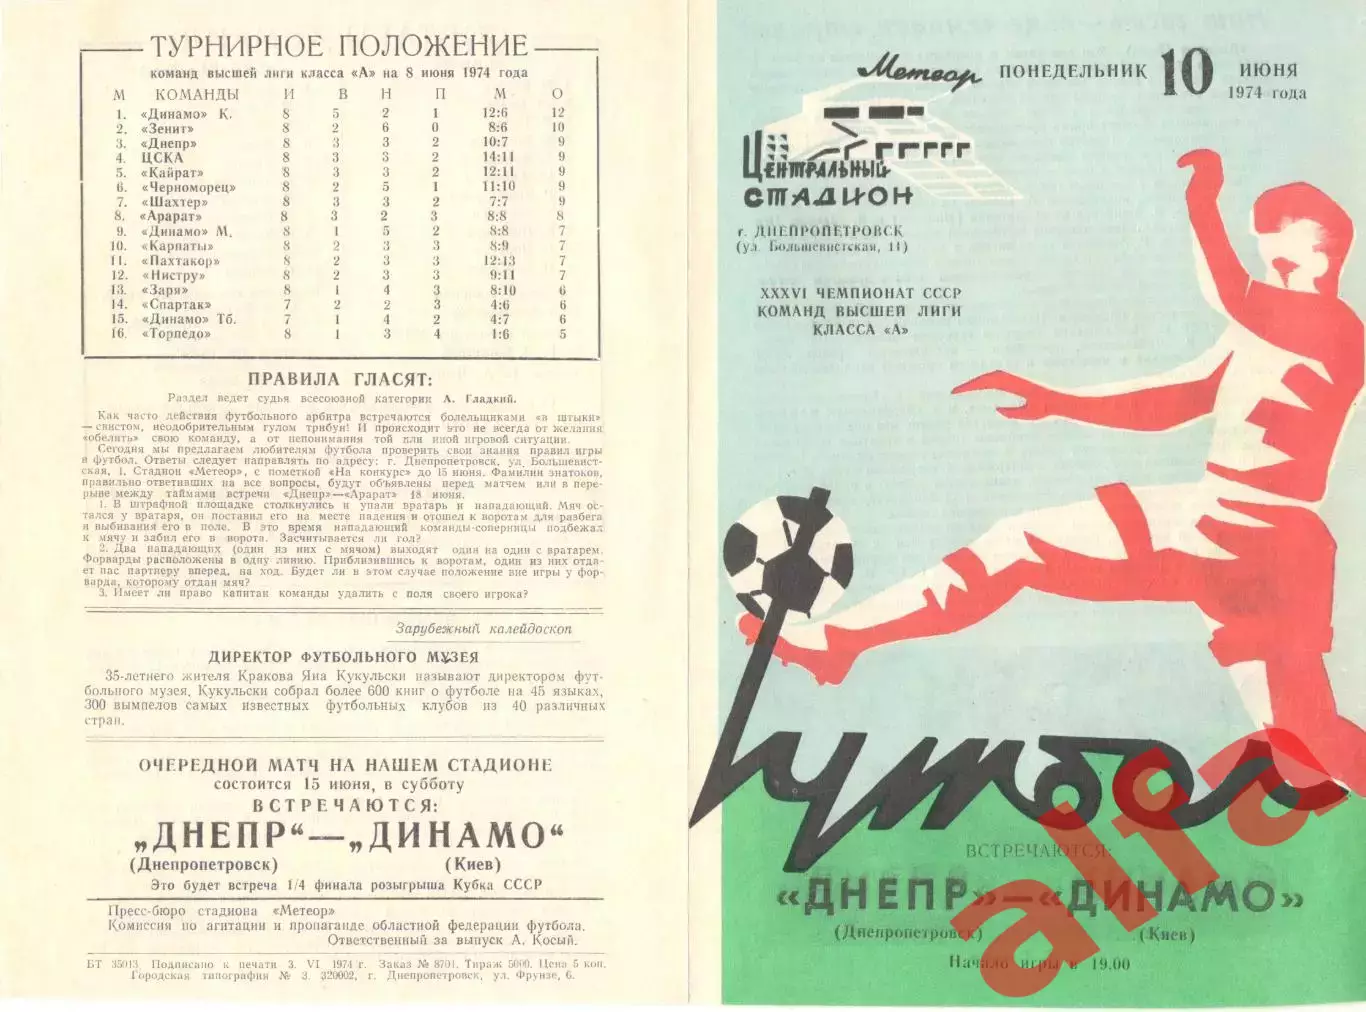 ТУРНИРНОЕ ПОЛОЖЕНИЕ
команд высшей лиги класса «А» на 8 июня 1974 года
М КОМАНДЫ И В Н П М О
1. «Динамо» К. 8 5 2 1 12:6 12
2. «Зенит» 8 2 6 0 8:6 10
3. «Днепр» 8 3 3 2 10:7 9
4. ЦСКА 8 3 3 2 14:11 9
5. «Кайрат» 8 3 3 2 12:11 9
6. «Черноморец» 8 2 5 1 11:10 9
7. «Шахтер» 8 3 3 2 7:7 9
8. «Арарат» 8 3 2 3 8:8 8
9. «Динамо» М. 8 1 5 2 8:8 7
10. «Карпаты» 8 2 3 3 8:9 7
11. «Пахтакор» 8 2 3 3 12:13 7
12. «Нистру» 8 2 3 3 9:11 7
13. «Заря» 8 1 4 3 8:10 6
14. «Спартак» 7 2 2 3 4:6 6
15. «Динамо» Тб. 7 1 4 2 4:7 6
16. «Торпедо» 8 1 3 4 1:6 5
ПРАВИЛА ГЛАСЯТ:
Раздел ведет судья всесоюзной категории А. Гладкий.
Как часто действия футбольного арбитра встречаются болельщиками «в штыки»
— свистом, неодобрительным гулом трибун! И происходит это не всегда от желания
«обелить» свою команду, а от непонимания той или иной игровой ситуации.
Сегодня мы предлагаем любителям футбола проверить свои знания правил игры
в футбол. Ответы следует направлять по адресу: г. Днепропетровск, ул. Большевист-
ская, 1. Стадион «Метеор», с пометкой «На конкурс» до 15 июня. Фамилии знатоков,
правильно ответивших на все вопросы, будут объявлены перед матчем или в пере-
рыве между таймами встречи «Днепр»—«Арарат» 18 июня.
1. В штрафной площадке столкнулись и упали вратарь и нападающий. Мяч ос-
тался у вратаря, он поставил его на месте падения и отошел к воротам для разбега
и выбивания его в поле. В это время нападающий команды-соперницы подбежал
к мячу и забил его в ворота. Засчитывается ли гол?
2. Два нападающих (один из них с мячом) выходят один на один с вратарем.
Форварды расположены в одну линию. Приблизившись к воротам, один из них отда-
ет пас партнеру вперед, на ход. Будет ли в этом случае положение вне игры у фор-
варда, которому отдан мяч?
3. Имеет ли право капитан команды удалить с поля своего игрока?
Зарубежный калейдоскоп
ДИРЕКТОР ФУТБОЛЬНОГО МУЗЕЯ
35-летнего жителя Кракова Яна Кукульски называют директором фут-
больного музея. Кукульски собрал более 600 книг о футболе на 45 языках,
300 вымпелов самых известных футбольных клубов из 40 различных
стран.
ОЧЕРЕДНОЙ МАТЧ НА НАШЕМ СТАДИОНЕ
состоится 15 июня, в субботу
ВСТРЕЧАЮТСЯ:
„ДНЕПР“—„ДИНАМО“
(Днепропетровск) (Киев)
Это будет встреча 1/4 финала розыгрыша Кубка СССР
Пресс-бюро стадиона «Метеор»
Комиссия по агитации и пропаганде областной федерации футбола.
Ответственный за выпуск А. Косый.
БТ 35013 Подписано к печати 3. VI 1974 г. Заказ № 8701. Тираж 5000. Цена 5 коп.
Городская типография № 3. 320002, г. Днепропетровск, ул. Фрунзе, 6.
Метеор ПОНЕДЕЛЬНИК 10 ИЮНЯ
1974 года
ЦЕНТРАЛЬНЫЙ
СТАДИОН
г. ДНЕПРОПЕТРОВСК
(ул. Большевистская, 11)
XXXVI ЧЕМПИОНАТ СССР
КОМАНД ВЫСШЕЙ ЛИГИ
КЛАССА «А»
Футбол
ВСТРЕЧАЮТСЯ:
«ДНЕПР»—«ДИНАМО»
(Днепропетровск) (Киев)
Начало игры в 19.00
alfa